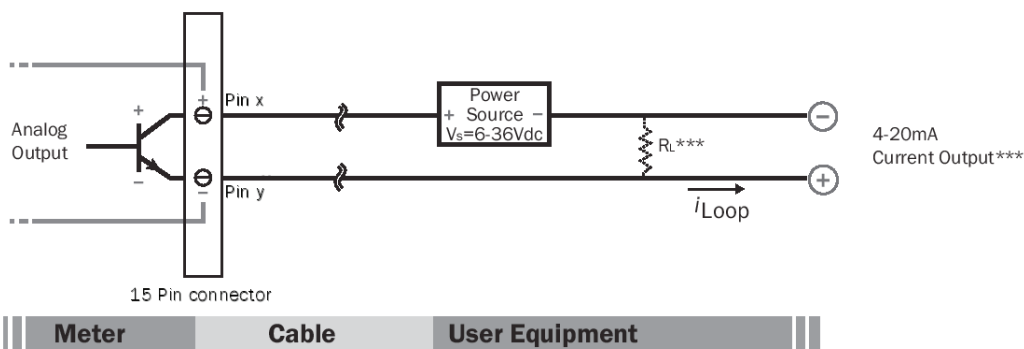 + Pin x
Power
+ Source −
Vs=6-36Vdc
−
+
Analog
Output
−
RL***
4-20mA
Current Output***
− Pin y
+
iLoop
15 Pin connector
Meter Cable User Equipment